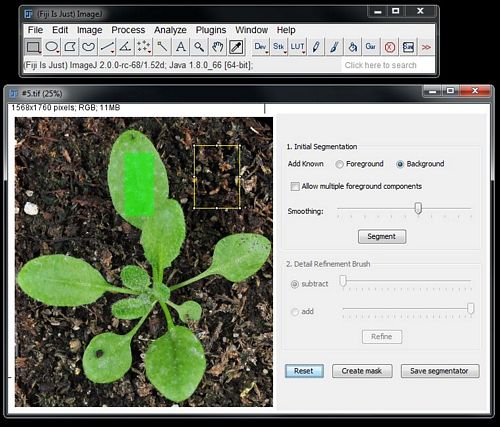 (Fiji Is Just) ImageJ
File Edit Image Process Analyze Plugins Window Help
A Dev Stk LUT
(Fiji Is Just) ImageJ 2.0.0-rc-68/1.52d; Java 1.8.0_66 [64-bit];
Click here to search
#5.tif (25%)
1568x1760 pixels; RGB; 11MB
1. Initial Segmentation
Add Known Foreground Background
Allow multiple foreground components
Smoothing:
Segment
2. Detail Refinement Brush
subtract
add
Refine
Reset Create mask Save segmentator